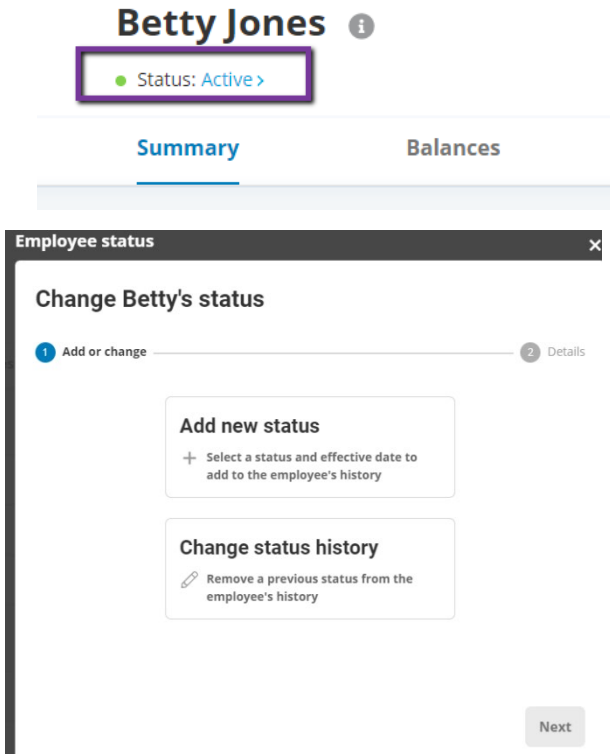 Betty Jones
Status: Active >
Summary Balances
Employee status
Change Betty's status
1 Add or change 2 Details
Add new status
Select a status and effective date to
add to the employee's history
Change status history
Remove a previous status from the
employee's history
Next